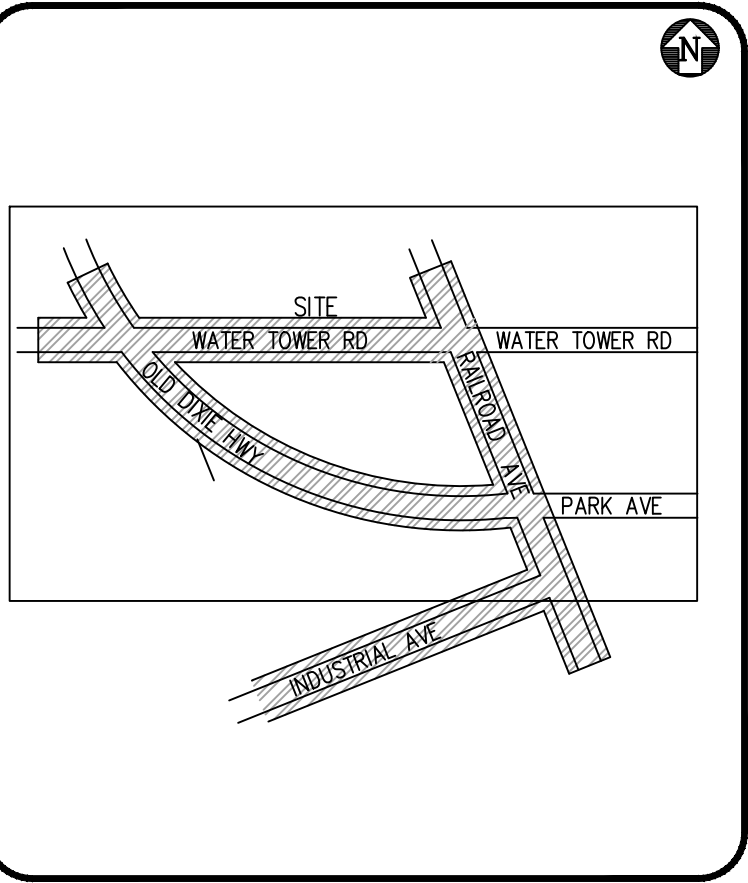 N
SITE
WATER TOWER RD
WATER TOWER RD
OLD DIXIE HWY
RAILROAD AVE
PARK AVE
INDUSTRIAL AVE